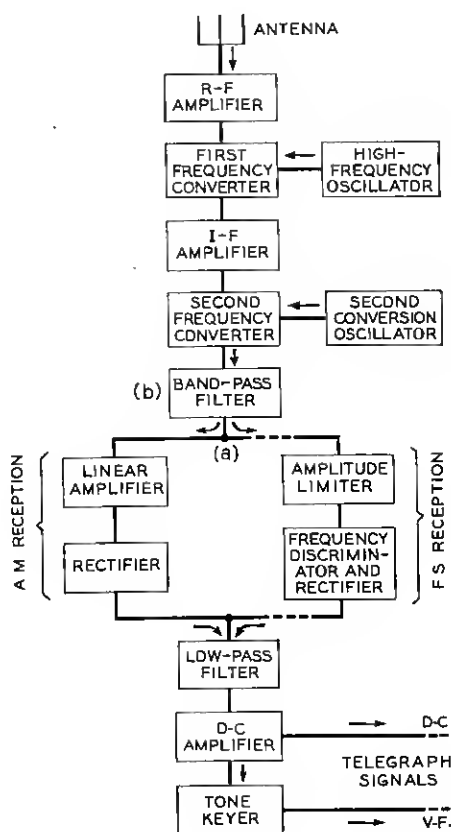 ANTENNA
R-F
AMPLIFIER
FIRST
FREQUENCY
CONVERTER
HIGH-
FREQUENCY
OSCILLATOR
I-F
AMPLIFIER
SECOND
FREQUENCY
CONVERTER
SECOND
CONVERSION
OSCILLATOR
(b)
BAND-PASS
FILTER
(a)
AM RECEPTION
LINEAR
AMPLIFIER
RECTIFIER
AMPLITUDE
LIMITER
FREQUENCY
DISCRIMIN-
ATOR AND
RECTIFIER
FS RECEPTION
LOW-PASS
FILTER
D-C
AMPLIFIER
D-C
TELEGRAPH
SIGNALS
TONE
KEYER
V-F.